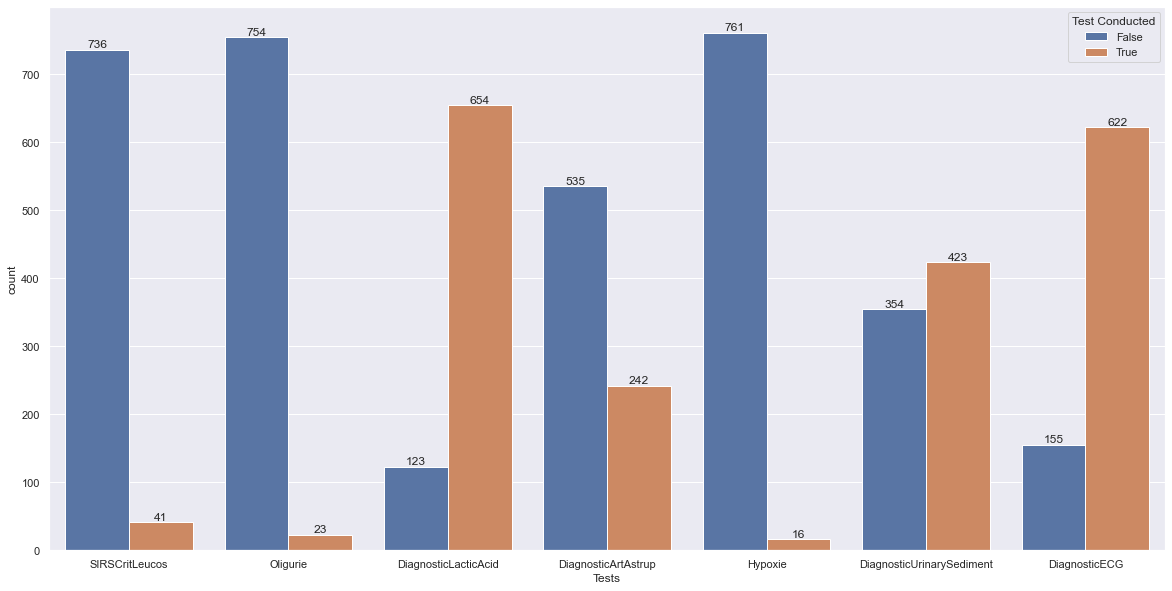 Test Conducted
False
True
count
700
600
500
400
300
200
100
0
736
41
754
23
123
654
535
242
761
16
354
423
155
622
SIRSCritLeucos
Oligurie
DiagnosticLacticAcid
DiagnosticArtAstrup
Hypoxie
DiagnosticUrinarySediment
DiagnosticECG
Tests